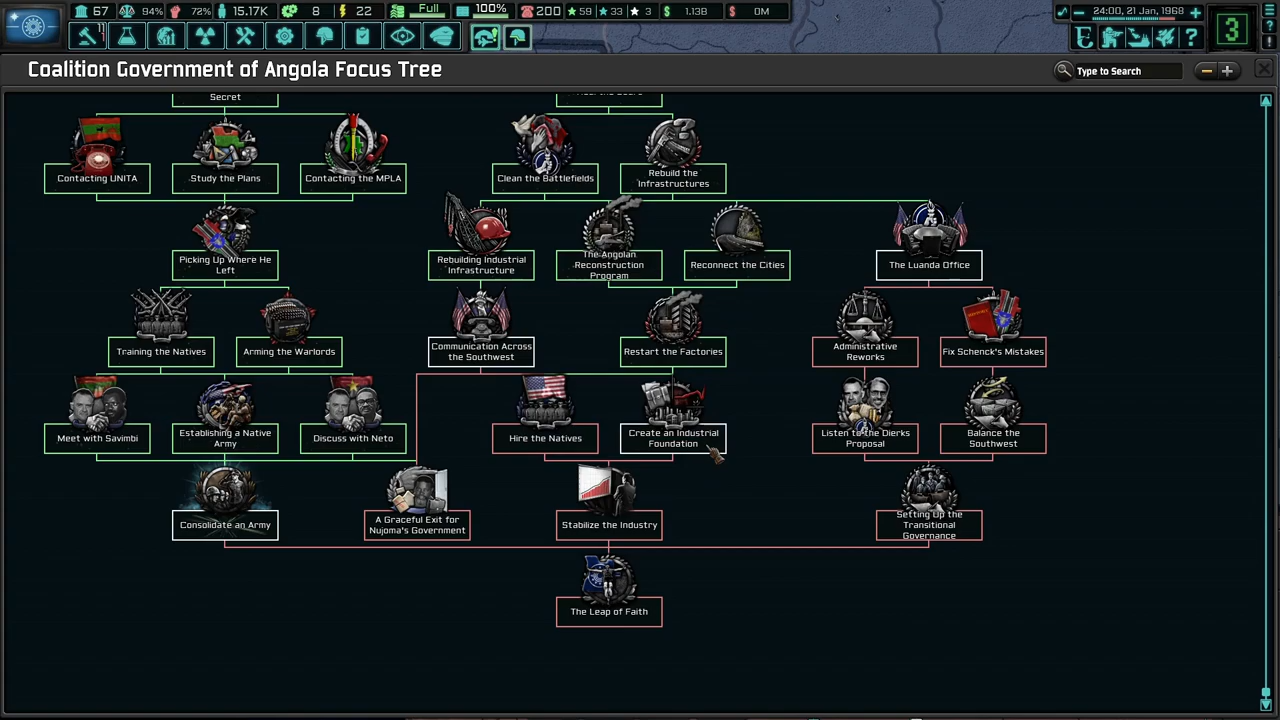 67 94% 72% 15.17K 8 22 Full 100% 200 59 33 3 $ 1.13B $ 0M
24:00, 21 Jan, 1968
3
Coalition Government of Angola Focus Tree
Type to Search
Secret
Contacting UNITA
Study the Plans
Contacting the MPLA
Clean the Battlefields
Rebuild the
Infrastructures
Picking Up Where He
Left
Rebuilding Industrial
Infrastructure
The Angolan
Reconstruction
Program
Reconnect the Cities
The Luanda Office
Training the Natives
Arming the Warlords
Communication Across
the Southwest
Restart the Factories
Administrative
Reworks
Fix Schenck's Mistakes
Meet with Savimbi
Establishing a Native
Army
Discuss with Neto
Hire the Natives
Create an Industrial
Foundation
Listen to the Dierks
Proposal
Balance the
Southwest
Consolidate an Army
A Graceful Exit for
Nujoma's Government
Stabilize the Industry
Setting Up the
Transitional
Governance
The Leap of Faith